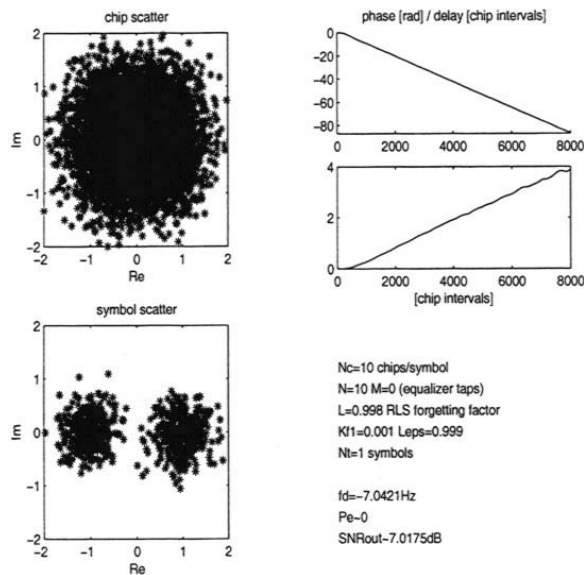 chip scatter
2
1
0
-1
-2
Im
-2 -1 0 1 2
Re
phase [rad] / delay [chip intervals]
0
-20
-40
-60
-80
0 2000 4000 6000 8000
4
2
0
0 2000 4000 6000 8000
[chip intervals]
symbol scatter
2
1
0
-1
-2
Im
-2 -1 0 1 2
Re
Nc=10 chips/symbol
N=10 M=0 (equalizer taps)
L=0.998 RLS forgetting factor
Kf1=0.001 Leps=0.999
Nt=1 symbols
fd=-7.0421Hz
Pe~0
SNRout~7.0175dB